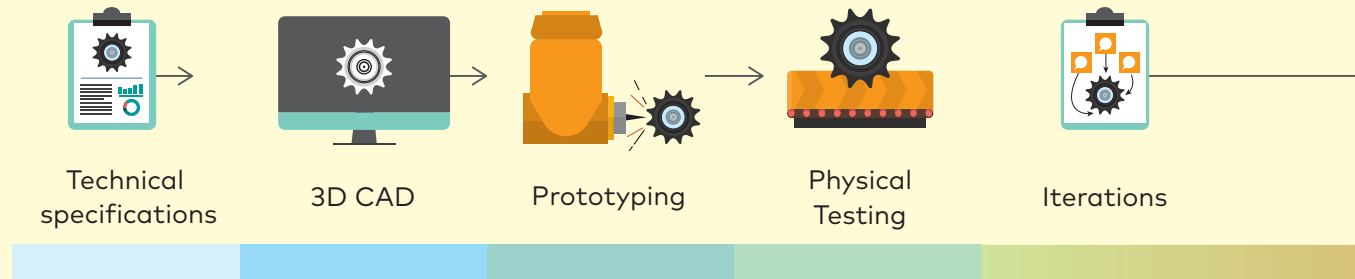 Technical
specifications
3D CAD
Prototyping
Physical
Testing
Iterations